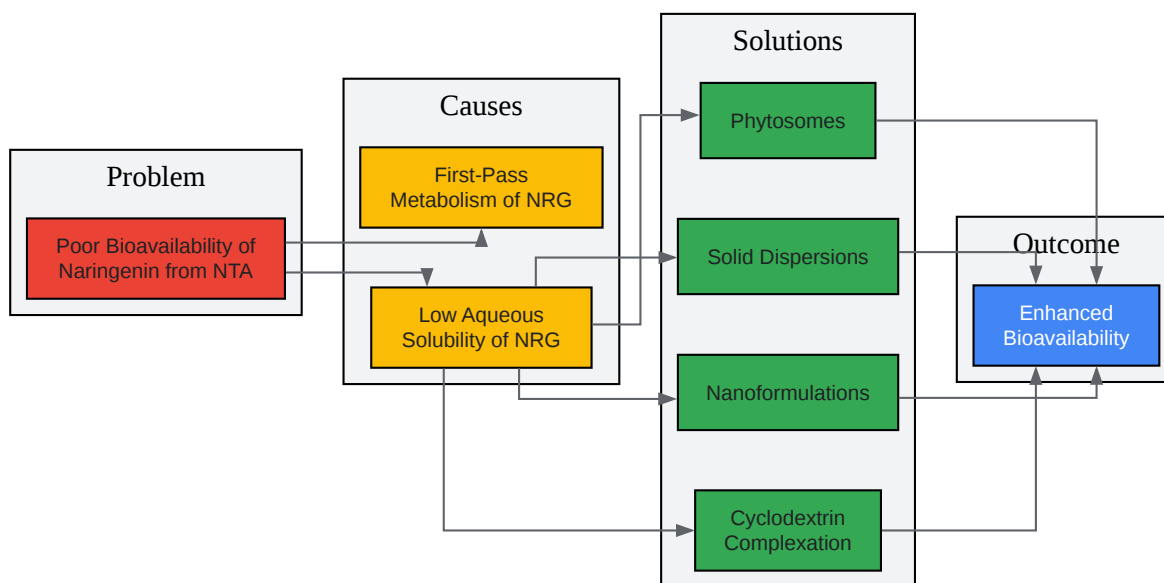 Problem
Poor Bioavailability of
Naringenin from NTA
Causes
First-Pass
Metabolism of NRG
Low Aqueous
Solubility of NRG
Solutions
Phytosomes
Solid Dispersions
Nanoformulations
Cyclodextrin
Complexation
Outcome
Enhanced
Bioavailability